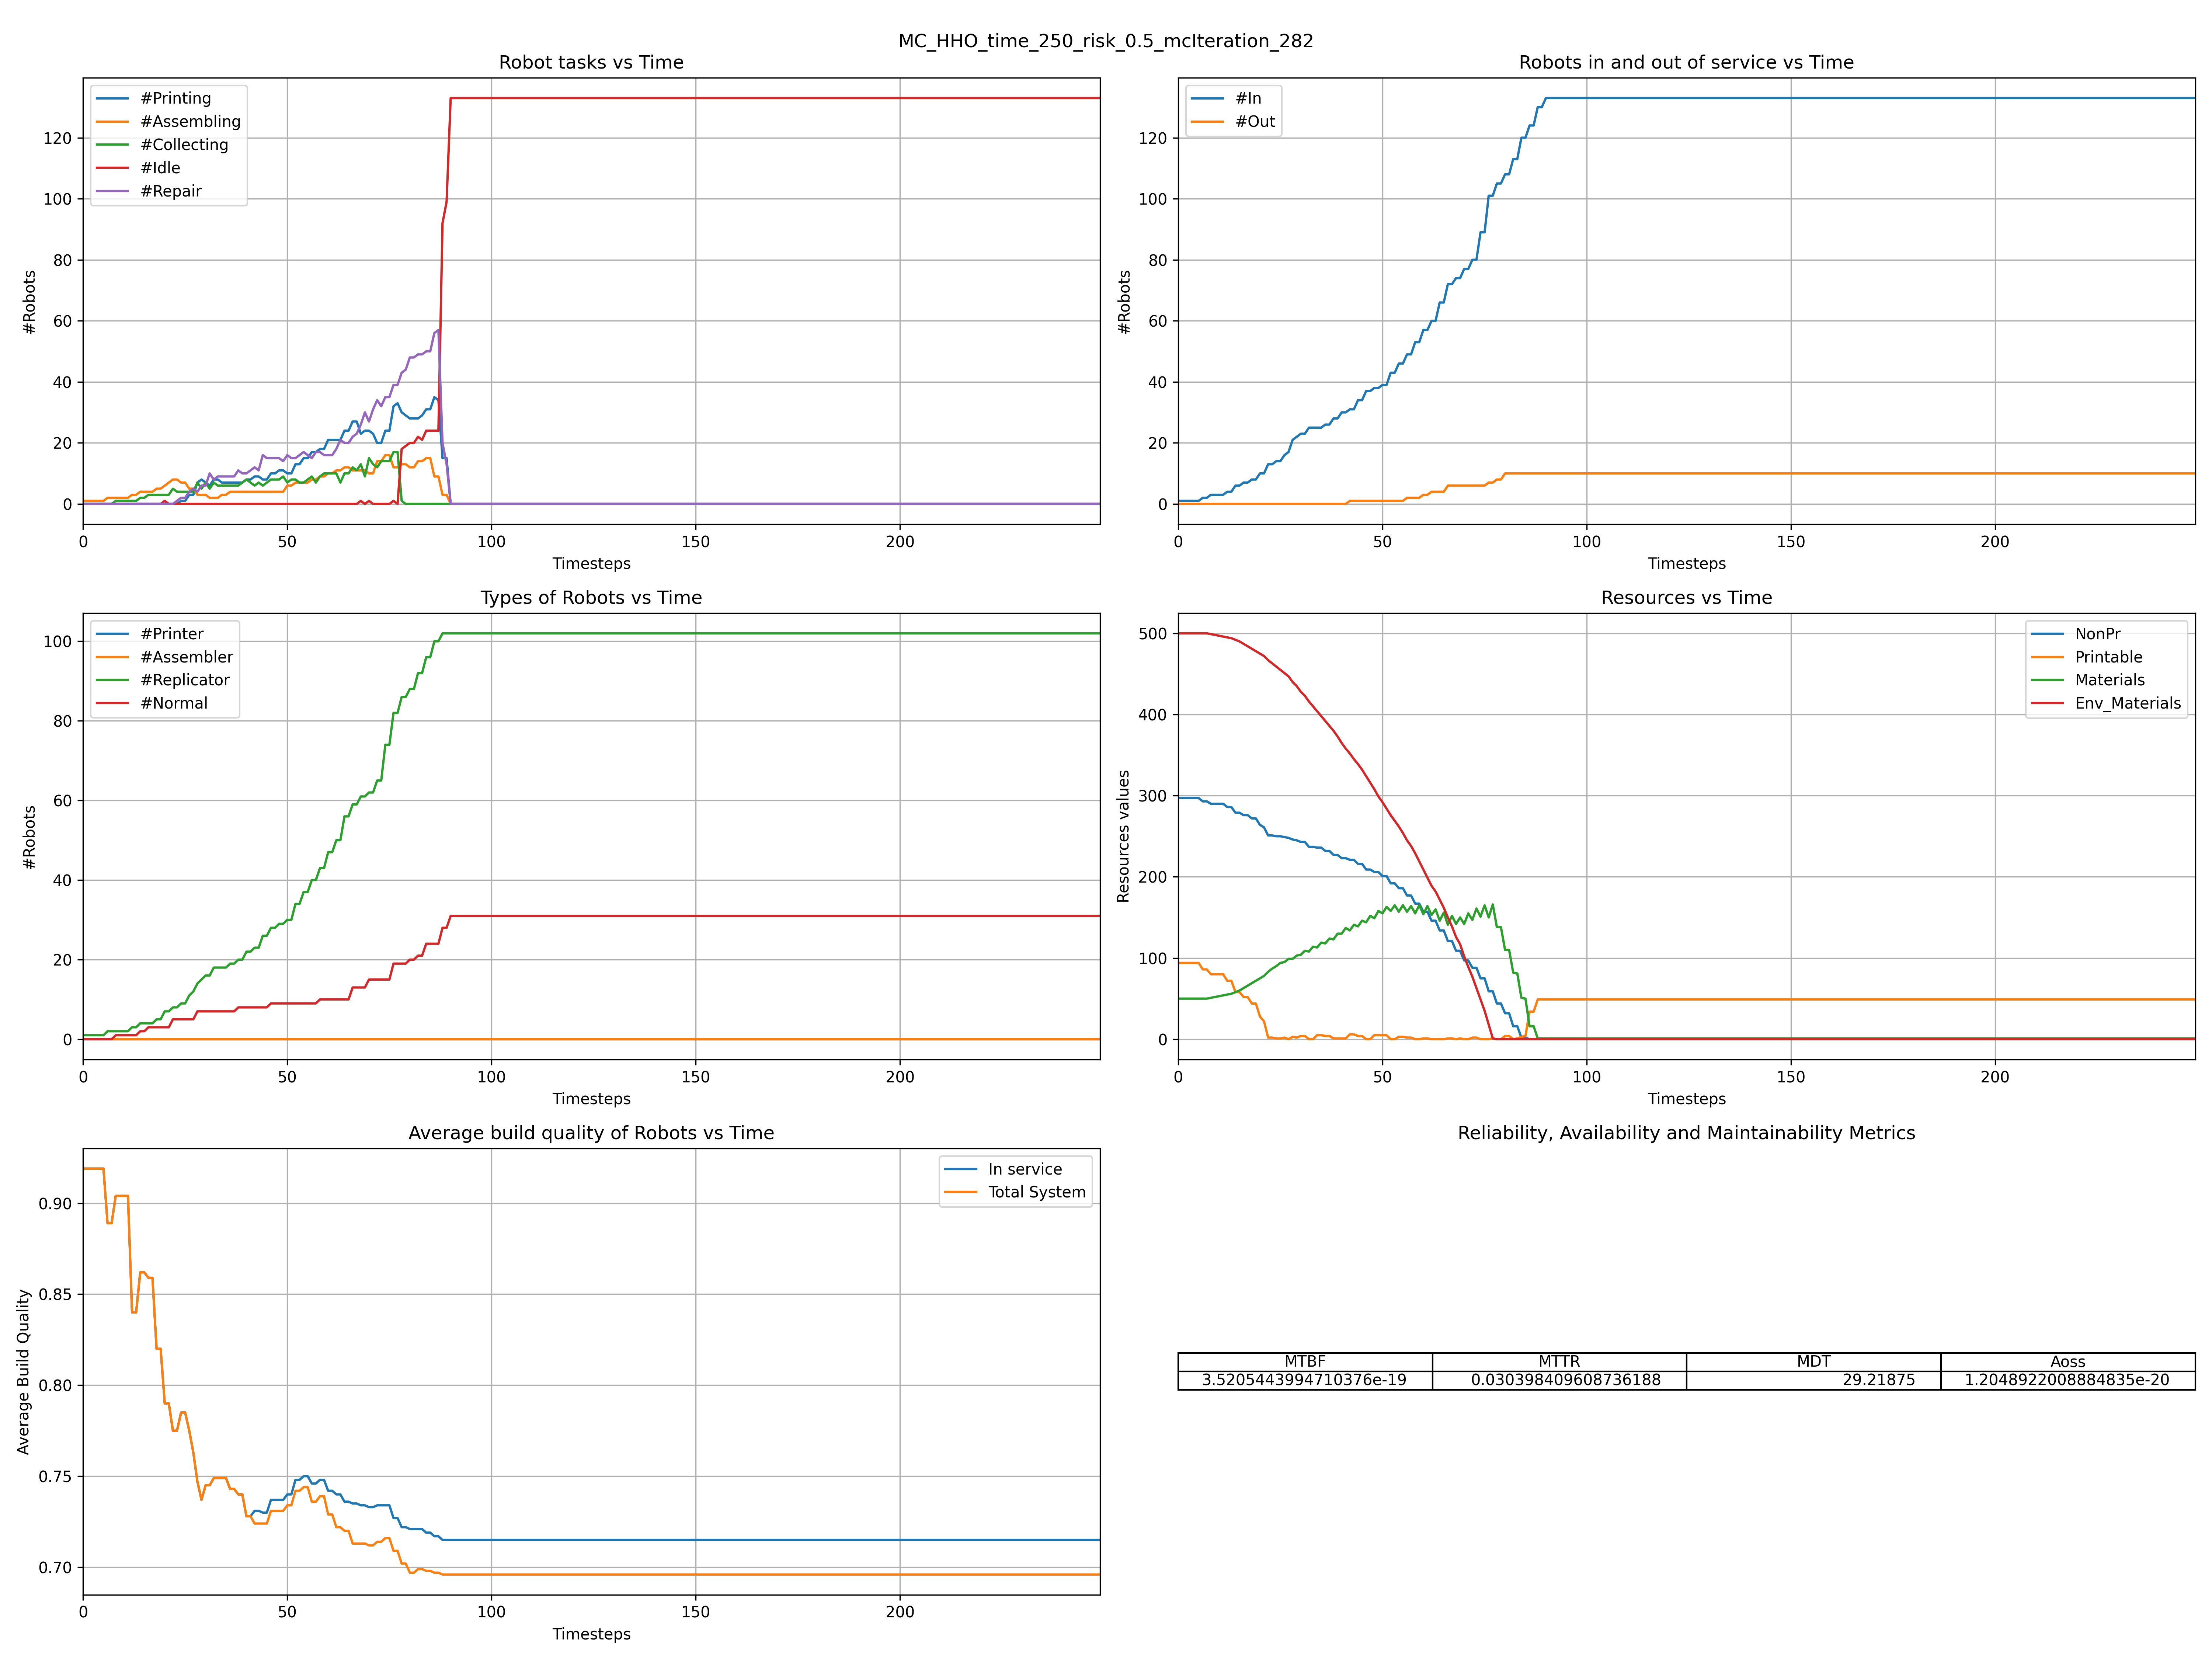 MC_HHO_time_250_risk_0.5_mcIteration_282
Robot tasks vs Time
#Printing
#Assembling
#Collecting
#Idle
#Repair
#Robots
120
100
80
60
40
20
0
0 50 100 150 200
Timesteps
Robots in and out of service vs Time
#In
#Out
#Robots
120
100
80
60
40
20
0
0 50 100 150 200
Timesteps
Types of Robots vs Time
#Printer
#Assembler
#Replicator
#Normal
#Robots
100
80
60
40
20
0
0 50 100 150 200
Timesteps
Resources vs Time
NonPr
Printable
Materials
Env_Materials
Resources values
500
400
300
200
100
0
0 50 100 150 200
Timesteps
Average build quality of Robots vs Time
In service
Total System
Average Build Quality
0.90
0.85
0.80
0.75
0.70
0 50 100 150 200
Timesteps
Reliability, Availability and Maintainability Metrics
MTBF MTTR MDT Aoss
3.5205443994710376e-19 0.030398409608736188 29.21875 1.2048922008884835e-20